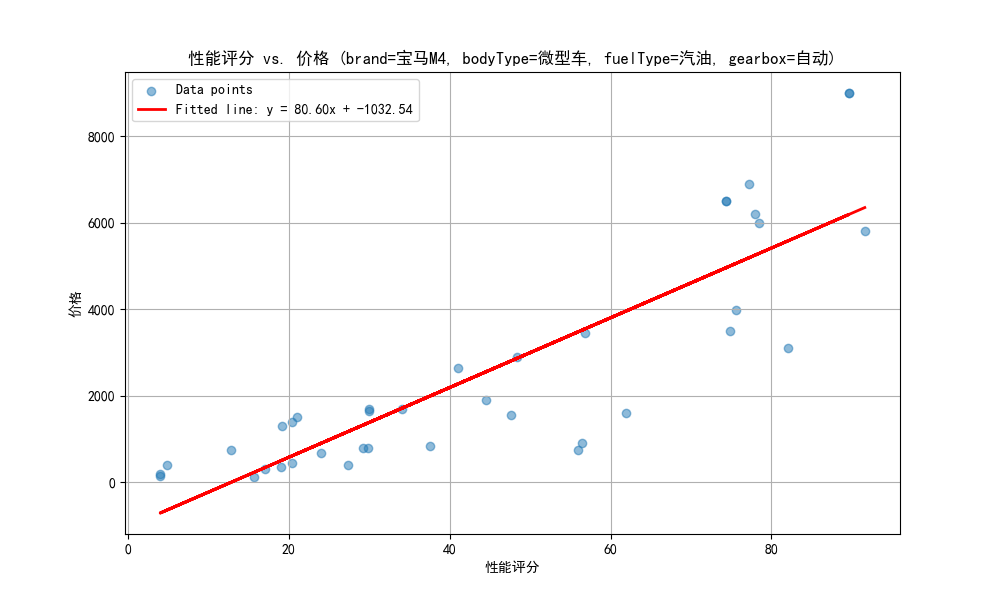 性能评分 vs. 价格 (brand=宝马M4, bodyType=微型车, fuelType=汽油, gearbox=自动)
Data points
Fitted line: y = 80.60x + -1032.54
价格
8000
6000
4000
2000
0
0 20 40 60 80
性能评分